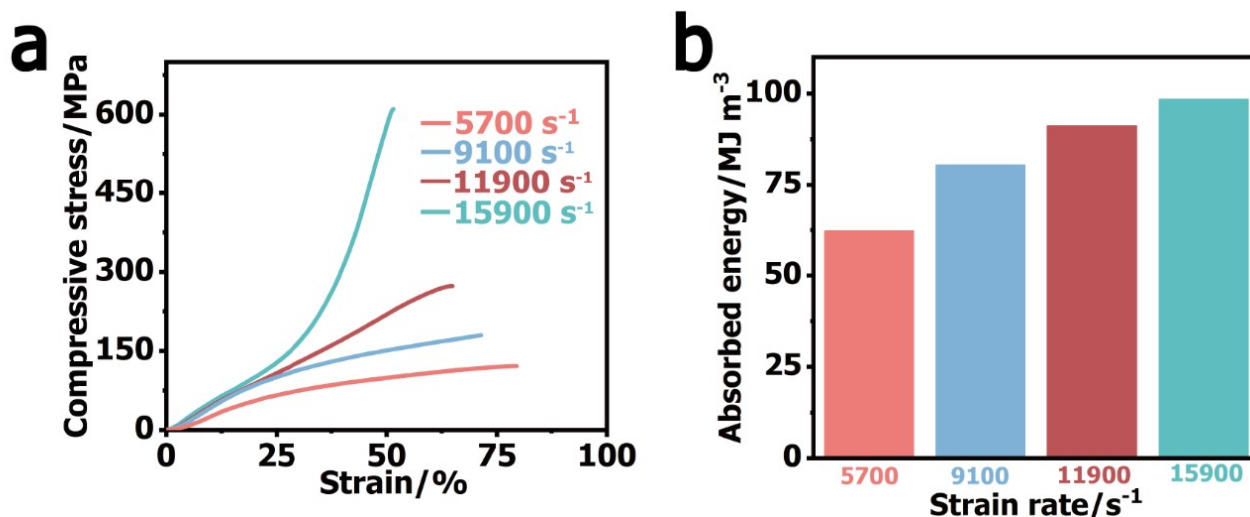 a
Compressive stress/MPa
600
450
300
150
0
5700 s⁻¹
9100 s⁻¹
11900 s⁻¹
15900 s⁻¹
0 25 50 75 100
Strain/%
b
Absorbed energy/MJ m⁻³
100
75
50
25
0
5700 9100 11900 15900
Strain rate/s⁻¹